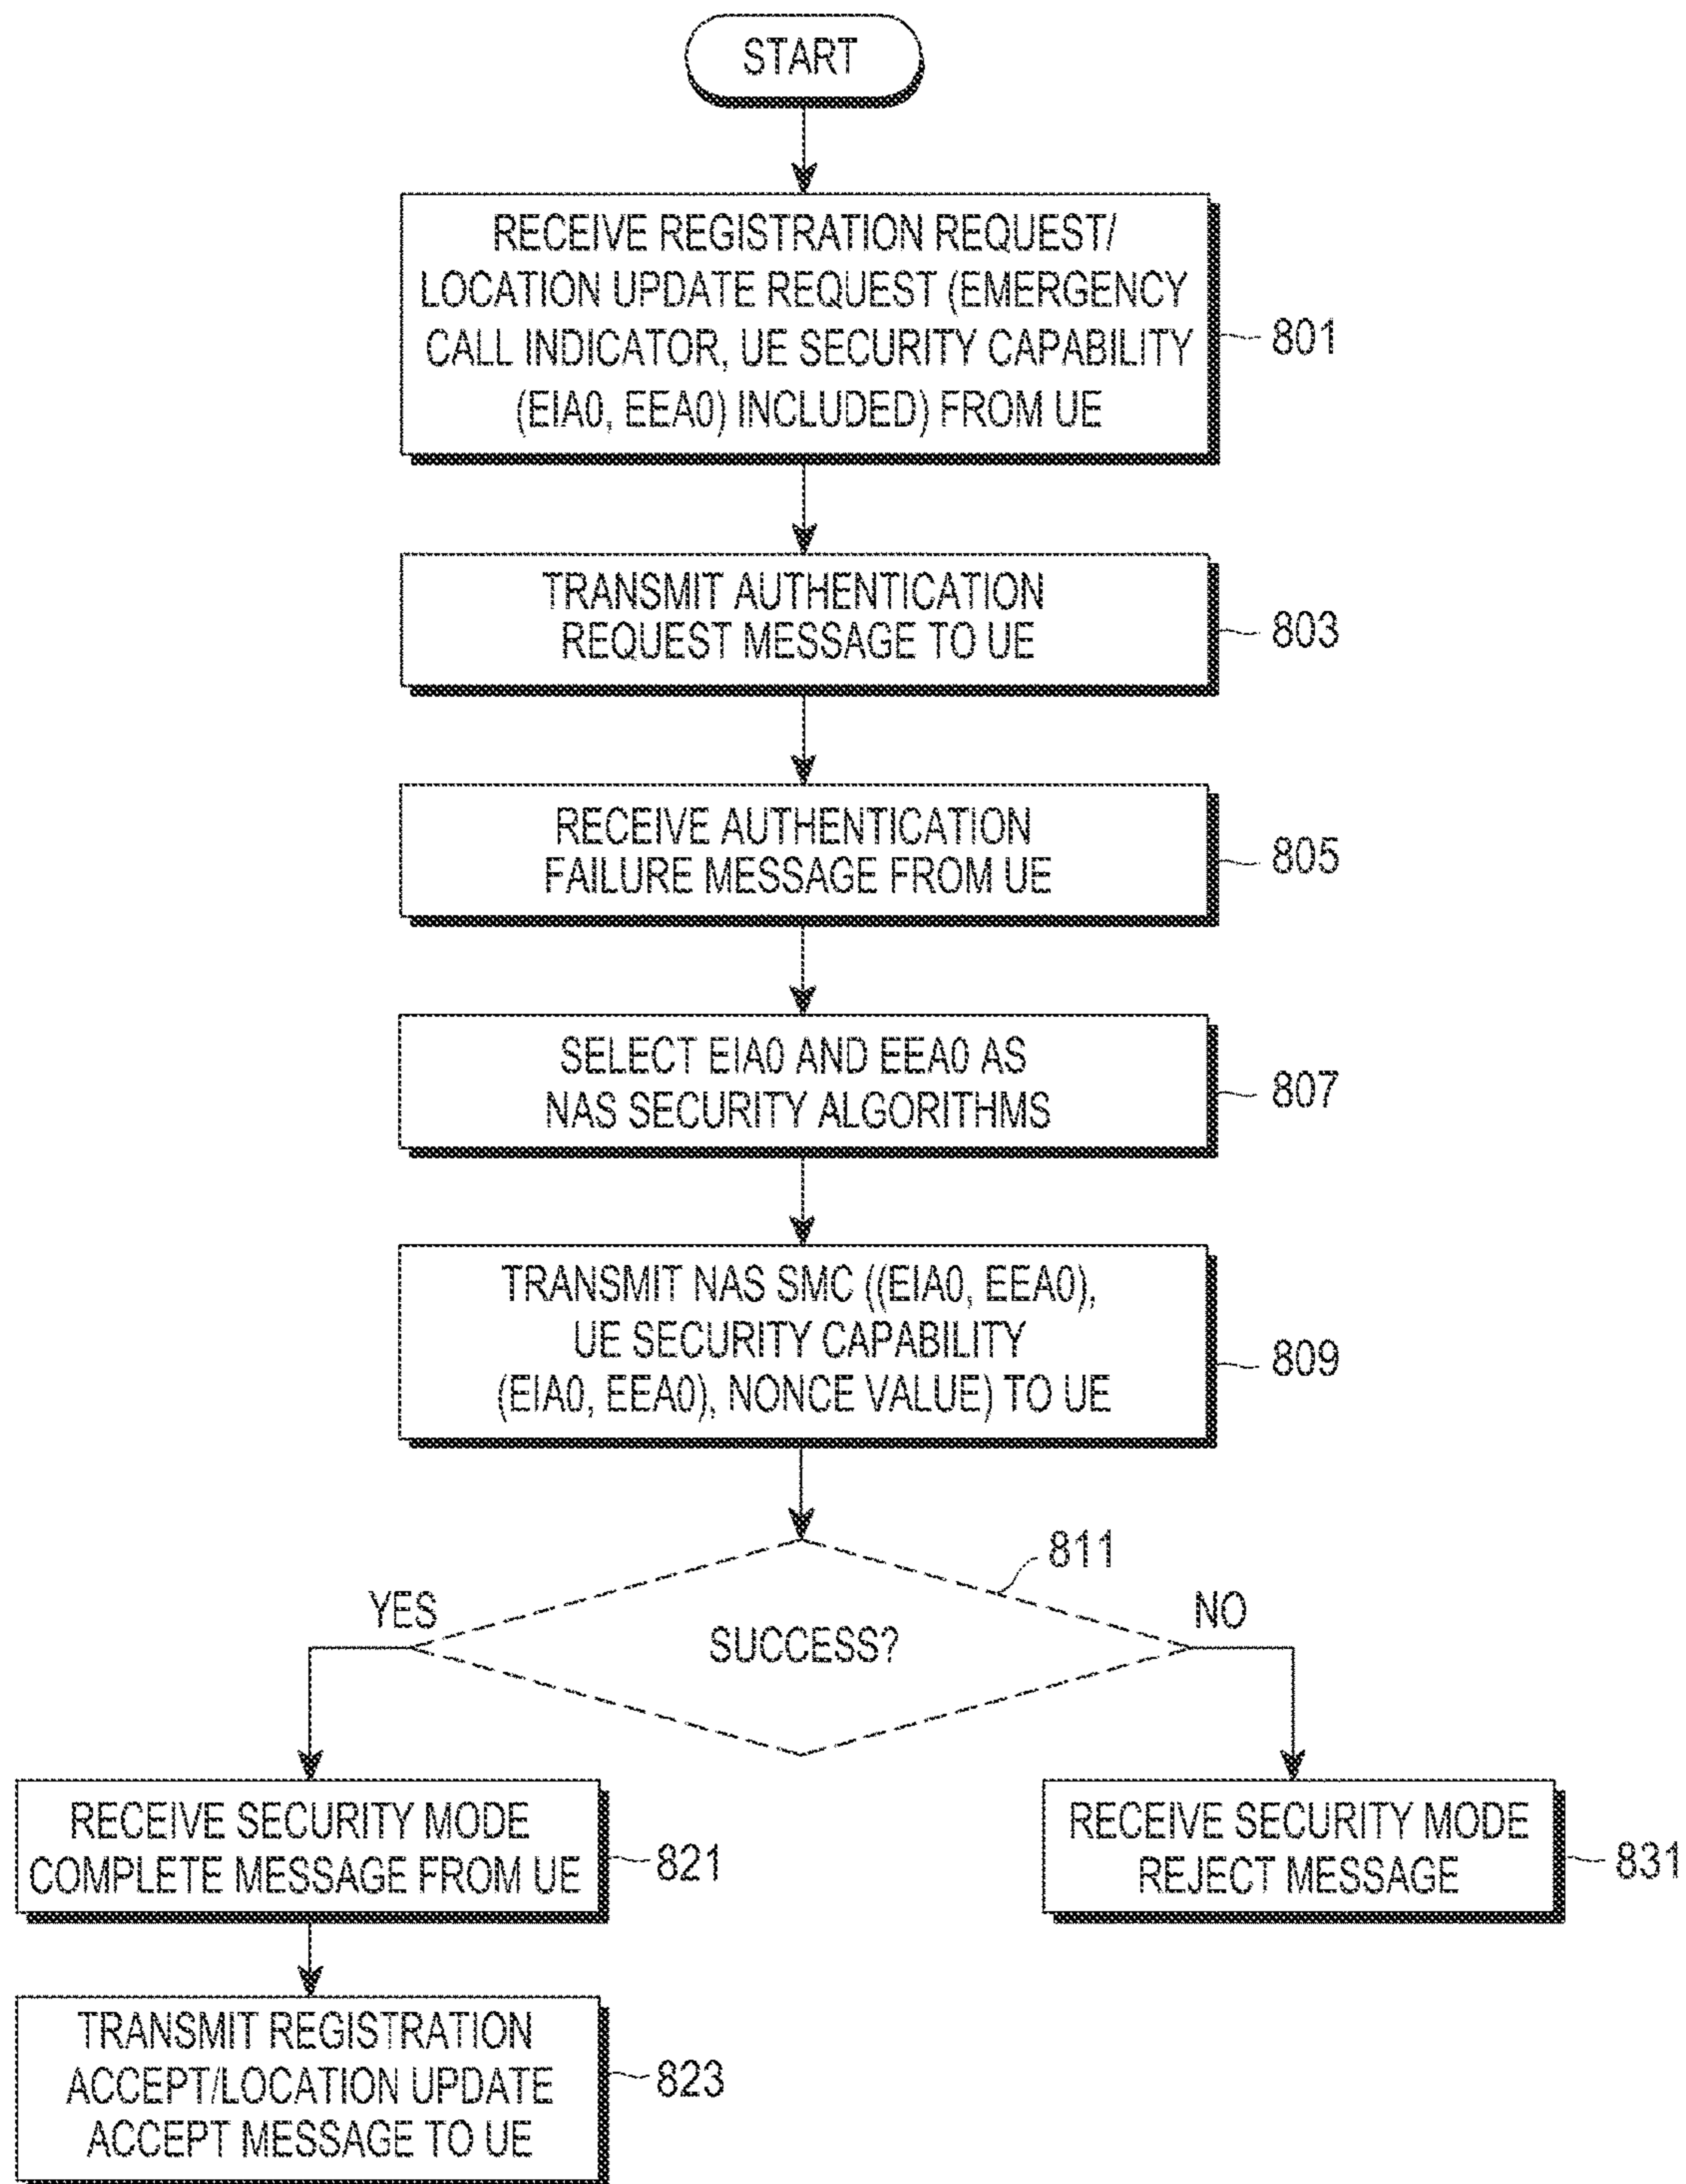 START
RECEIVE REGISTRATION REQUEST/
LOCATION UPDATE REQUEST (EMERGENCY
CALL INDICATOR, UE SECURITY CAPABILITY
(EIA0, EEA0) INCLUDED) FROM UE
801
TRANSMIT AUTHENTICATION
REQUEST MESSAGE TO UE
803
RECEIVE AUTHENTICATION
FAILURE MESSAGE FROM UE
805
SELECT EIA0 AND EEA0 AS
NAS SECURITY ALGORITHMS
807
TRANSMIT NAS SMC ((EIA0, EEA0),
UE SECURITY CAPABILITY
(EIA0, EEA0), NONCE VALUE) TO UE
809
811
YES
SUCCESS?
NO
RECEIVE SECURITY MODE
COMPLETE MESSAGE FROM UE
821
RECEIVE SECURITY MODE
REJECT MESSAGE
831
TRANSMIT REGISTRATION
ACCEPT/LOCATION UPDATE
ACCEPT MESSAGE TO UE
823